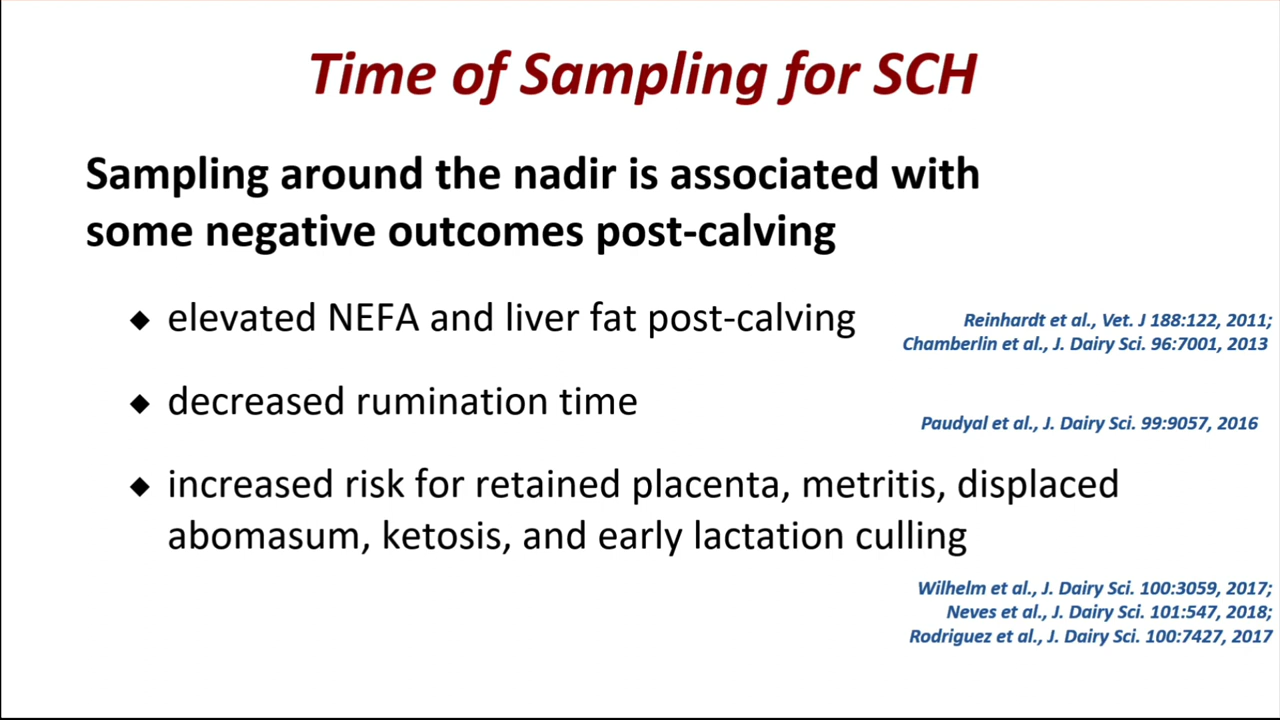 Time of Sampling for SCH
Sampling around the nadir is associated with
some negative outcomes post-calving
◆ elevated NEFA and liver fat post-calving
Reinhardt et al., Vet. J 188:122, 2011;
Chamberlin et al., J. Dairy Sci. 96:7001, 2013
◆ decreased rumination time
Paudyal et al., J. Dairy Sci. 99:9057, 2016
◆ increased risk for retained placenta, metritis, displaced
abomasum, ketosis, and early lactation culling
Wilhelm et al., J. Dairy Sci. 100:3059, 2017;
Neves et al., J. Dairy Sci. 101:547, 2018;
Rodriguez et al., J. Dairy Sci. 100:7427, 2017